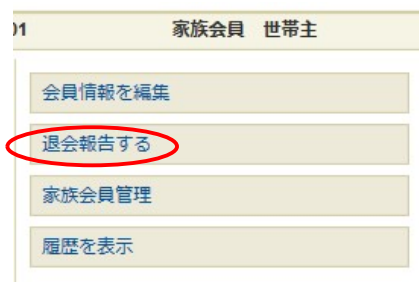 01 家族会員 世帯主
会員情報を編集
退会報告する
家族会員管理
履歴を表示